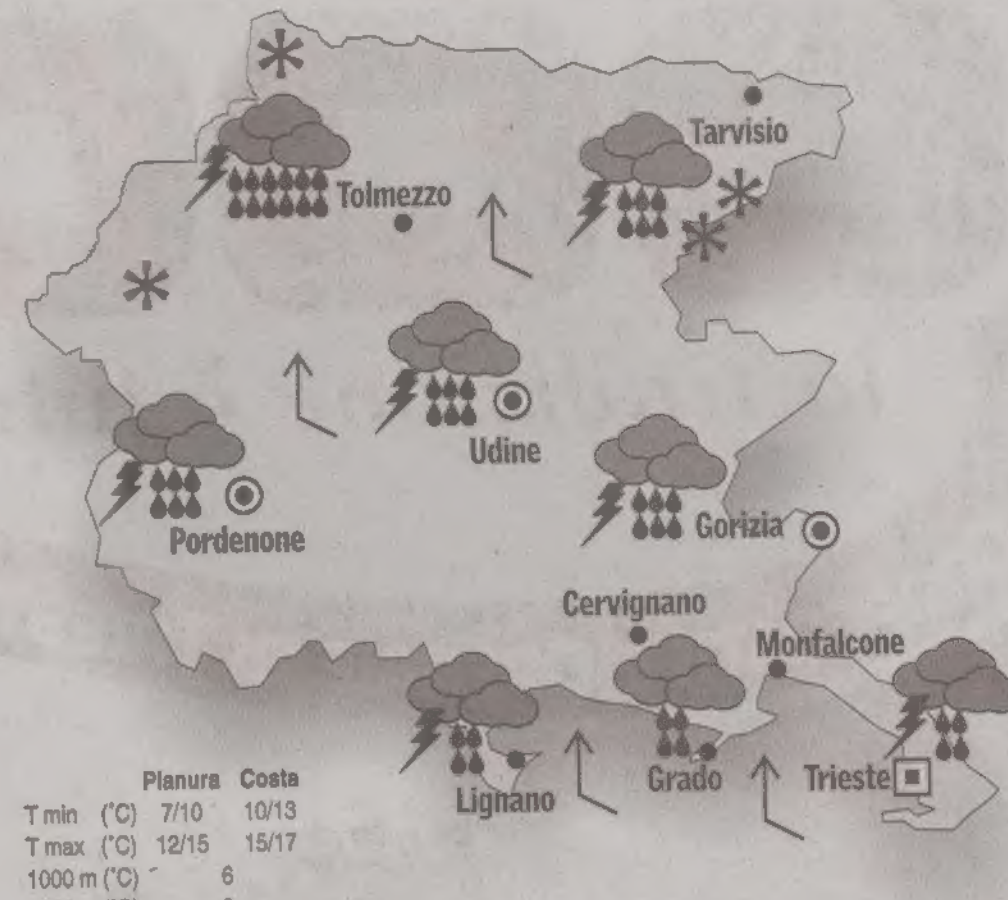 Tarvisio
Tolmezzo
Udine
Pordenone
Gorizia
Cervignano
Monfalcone
Lignano
Grado
Trieste
Planura Costa
T min (°C) 7/10 10/13
T max (°C) 12/15 15/17
1000 m (°C) 6